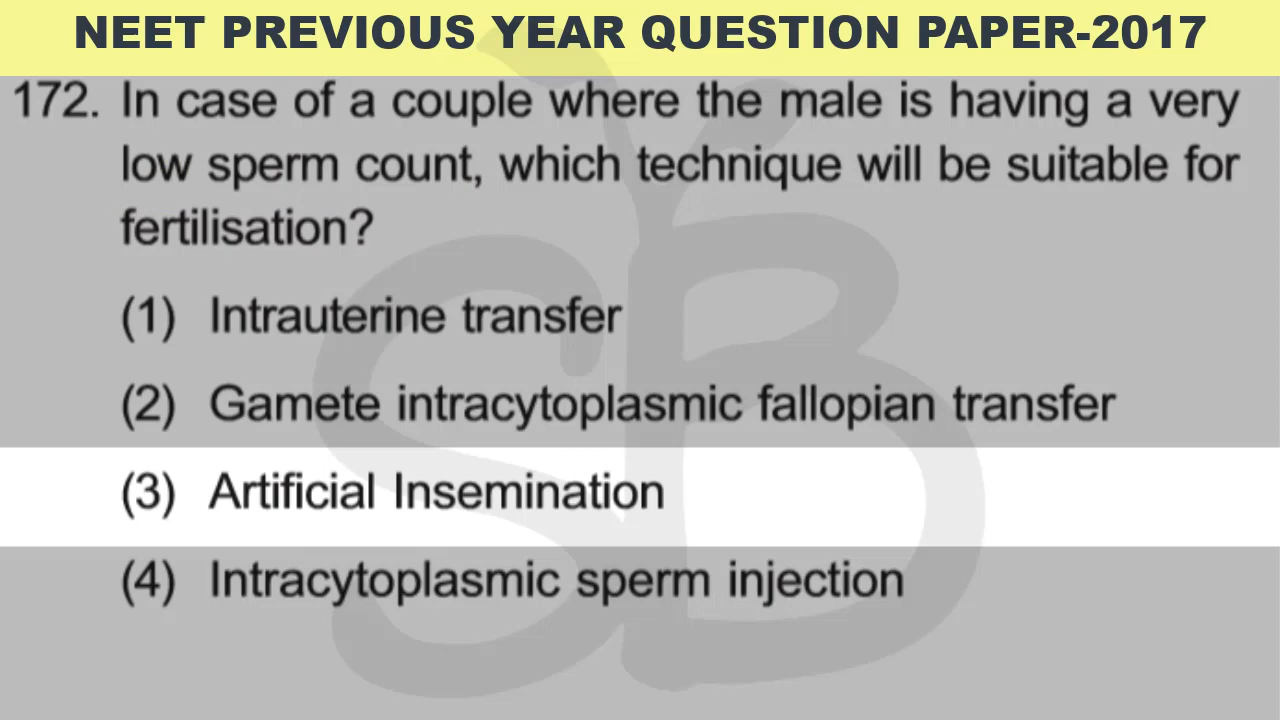 NEET PREVIOUS YEAR QUESTION PAPER-2017
172. In case of a couple where the male is having a very
low sperm count, which technique will be suitable for
fertilisation?
(1) Intrauterine transfer
(2) Gamete intracytoplasmic fallopian transfer
(3) Artificial Insemination
(4) Intracytoplasmic sperm injection
SB